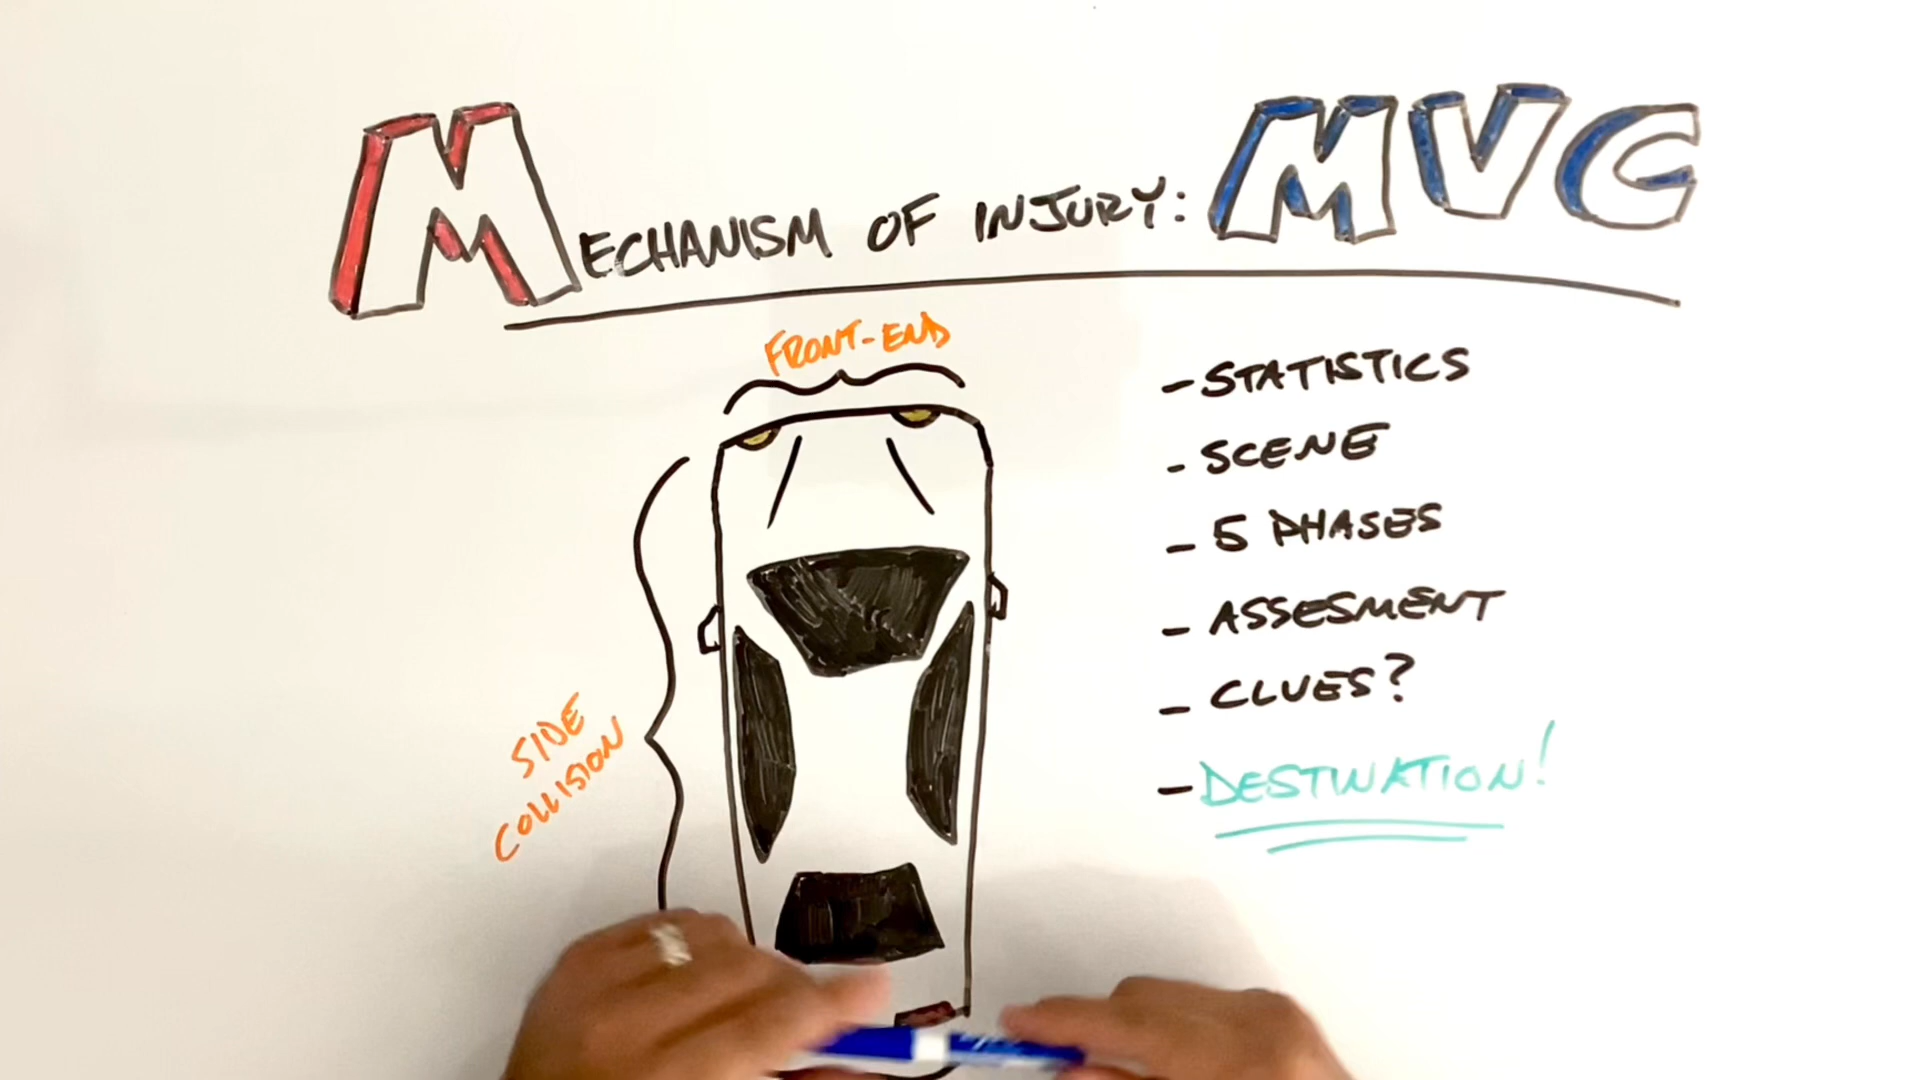 MECHANISM OF INJURY: MVC
FRONT-END
SIDE
COLLISION
- STATISTICS
- SCENE
- 5 PHASES
- ASSESMENT
- CLUES?
- DESTINATION!